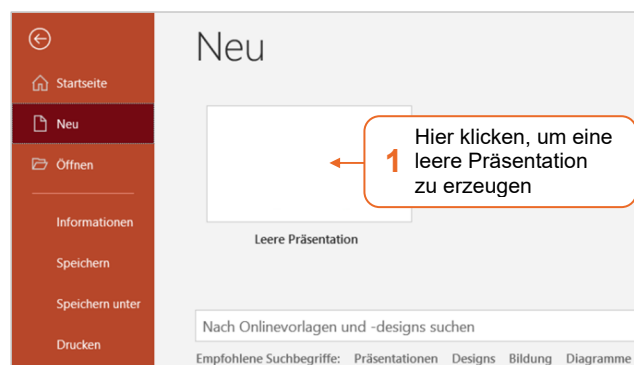 Neu
Startseite
Neu
Öffnen
Informationen
Speichern
Speichern unter
Drucken
Hier klicken, um eine
1 leere Präsentation
zu erzeugen
Leere Präsentation
Nach Onlinevorlagen und -designs suchen
Empfohlene Suchbegriffe: Präsentationen Designs Bildung Diagramme